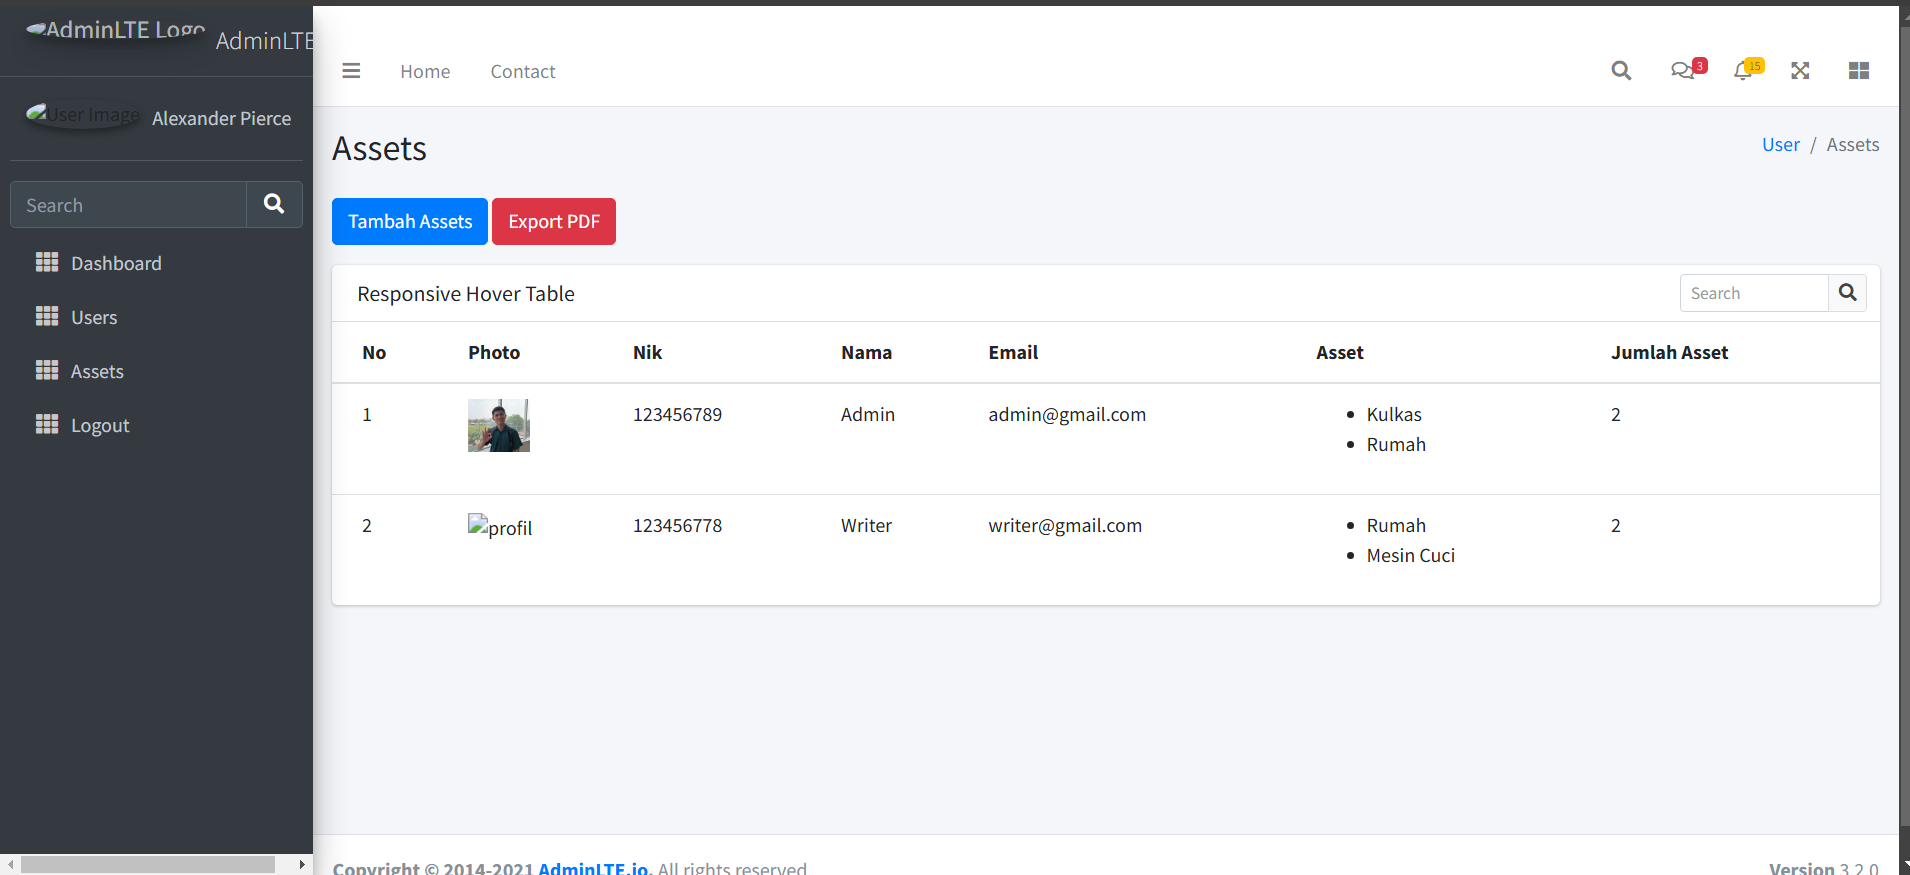 AdminLTE Logo AdminLTE
User Image Alexander Pierce
Search
Dashboard
Users
Assets
Logout
Home Contact 3 15
Assets User / Assets
Tambah Assets Export PDF
Responsive Hover Table Search
No Photo Nik Nama Email Asset Jumlah Asset
1 123456789 Admin admin@gmail.com Kulkas 2
Rumah
2 profil 123456778 Writer writer@gmail.com Rumah 2
Mesin Cuci
Copyright © 2014-2021 AdminLTE.io. All rights reserved Version 3.2.0